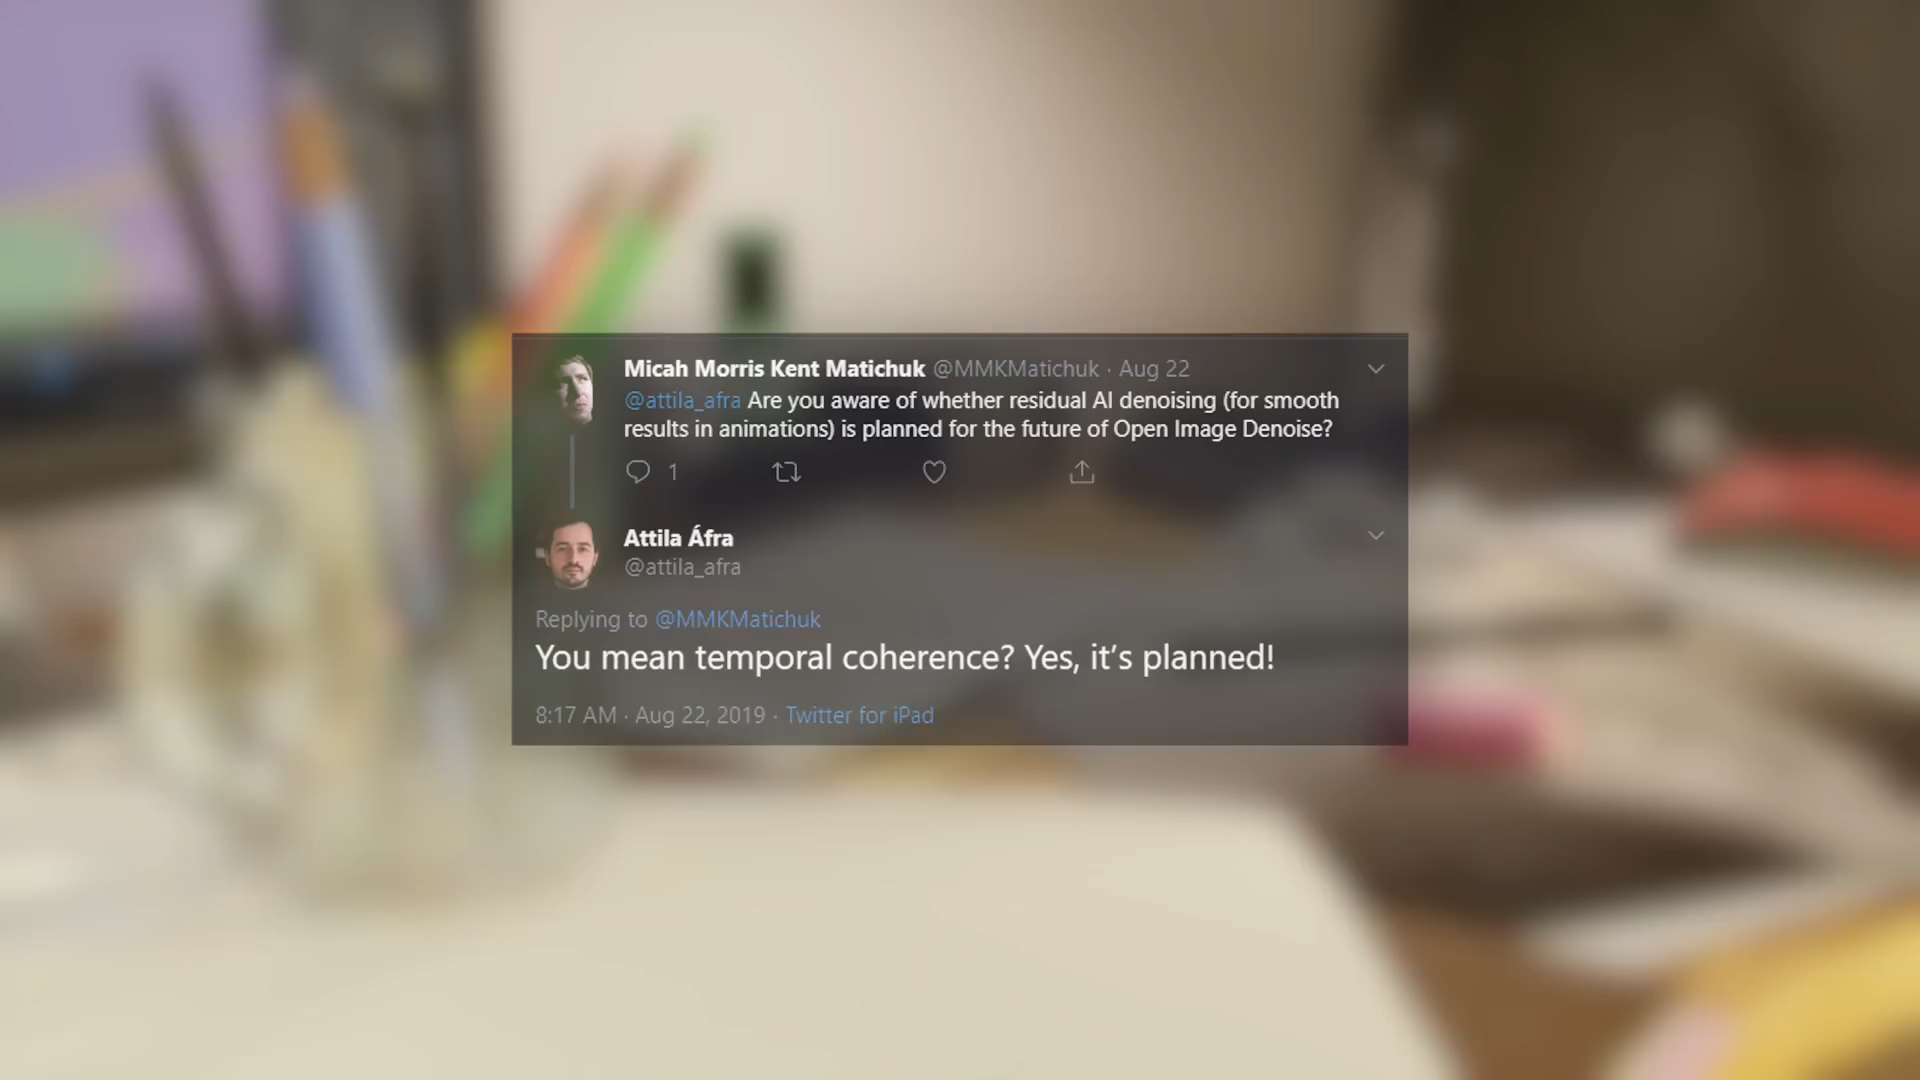 Micah Morris Kent Matichuk @MMKMatichuk · Aug 22
@attila_afra Are you aware of whether residual AI denoising (for smooth
results in animations) is planned for the future of Open Image Denoise?
1
Attila Áfra
@attila_afra
Replying to @MMKMatichuk
You mean temporal coherence? Yes, it’s planned!
8:17 AM · Aug 22, 2019 · Twitter for iPad